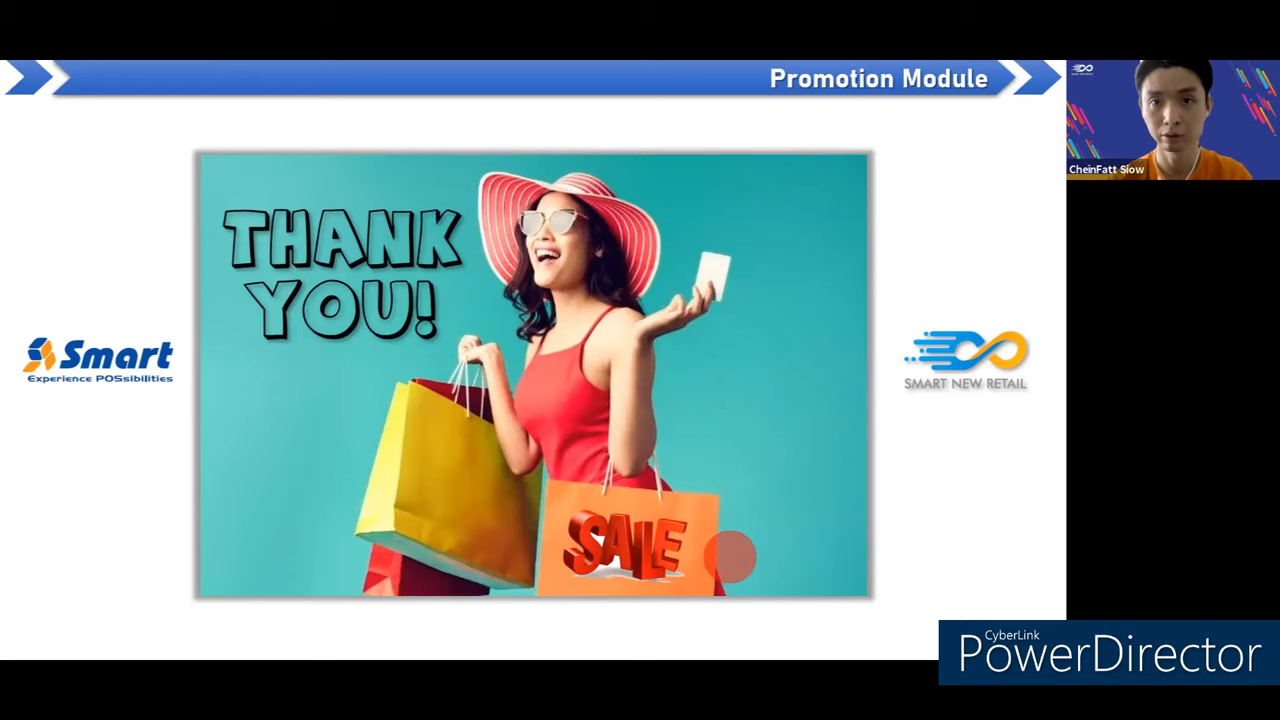 Promotion Module
CheinFatt Siow
THANK
YOU!
Smart
Experience POSsibilities
SMART NEW RETAIL
SALE
CyberLink
PowerDirector